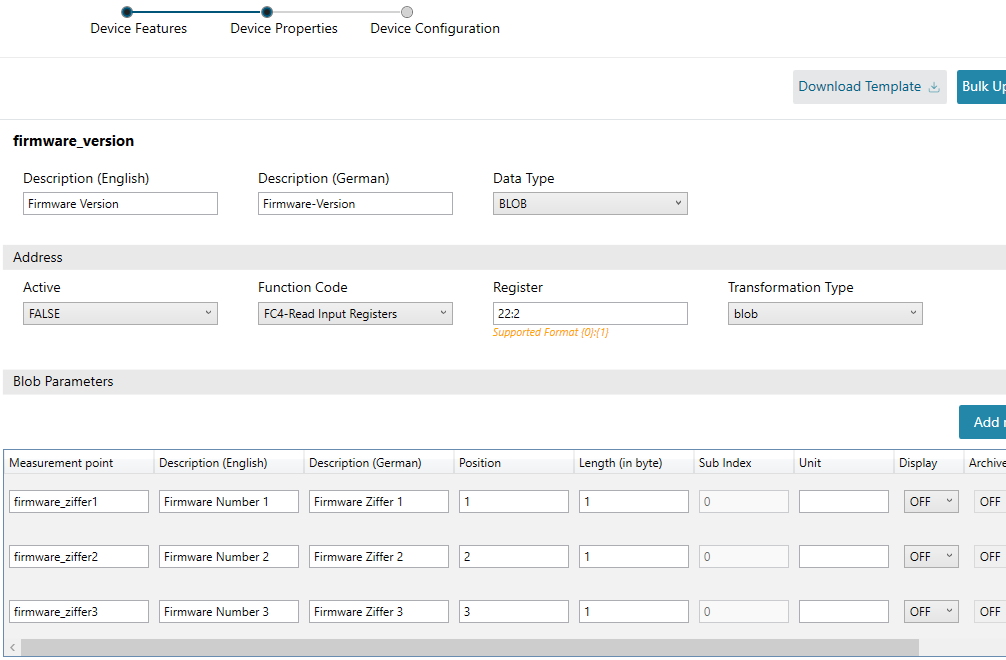 Device Features Device Properties Device Configuration
Download Template Bulk Up
firmware_version
Description (English) Description (German) Data Type
Firmware Version Firmware-Version BLOB
Address
Active Function Code Register Transformation Type
FALSE FC4-Read Input Registers 22:2 blob
Supported Format {0}:{1}
Blob Parameters
Add
Measurement point Description (English) Description (German) Position Length (in byte) Sub Index Unit Display Archive
firmware_ziffer1 Firmware Number 1 Firmware Ziffer 1 1 1 0 OFF OFF
firmware_ziffer2 Firmware Number 2 Firmware Ziffer 2 2 1 0 OFF OFF
firmware_ziffer3 Firmware Number 3 Firmware Ziffer 3 3 1 0 OFF OFF